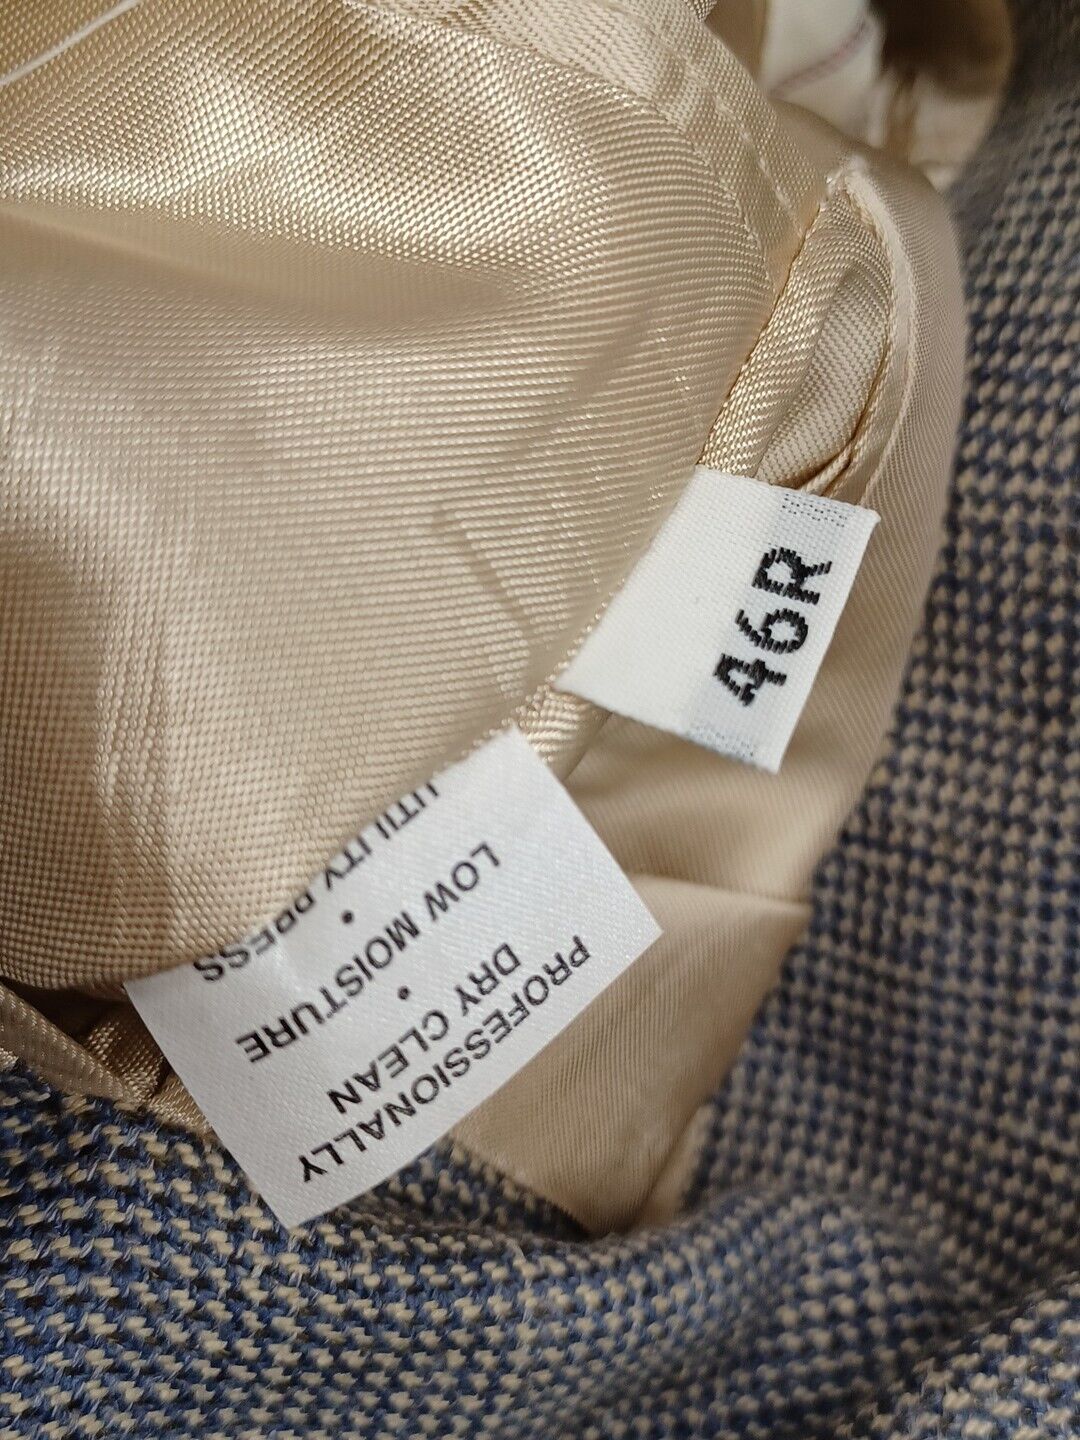 46R
PROFESSIONALLY
DRY CLEAN
•
LOW MOISTURE
•
UTILITY PRESS